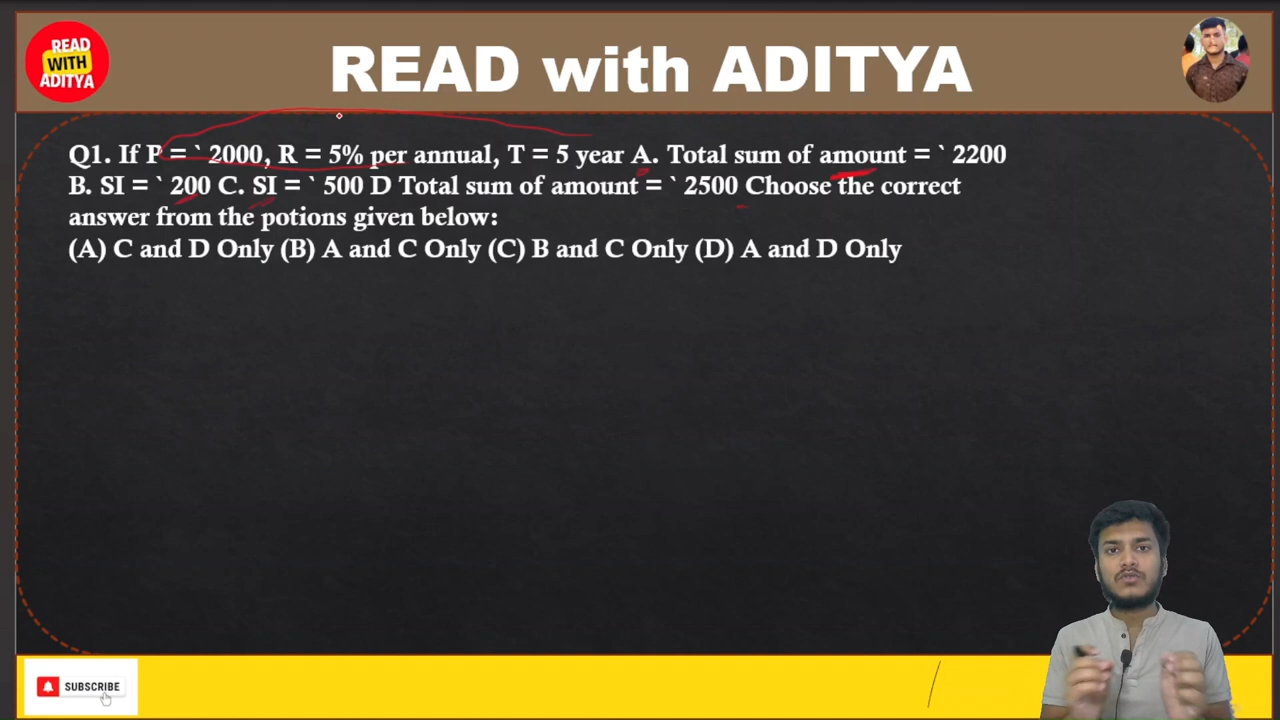 READ
WITH
ADITYA
READ with ADITYA
Q1. If P = ` 2000, R = 5% per annual, T = 5 year A. Total sum of amount = ` 2200
B. SI = ` 200 C. SI = ` 500 D Total sum of amount = ` 2500 Choose the correct
answer from the potions given below:
(A) C and D Only (B) A and C Only (C) B and C Only (D) A and D Only
SUBSCRIBE